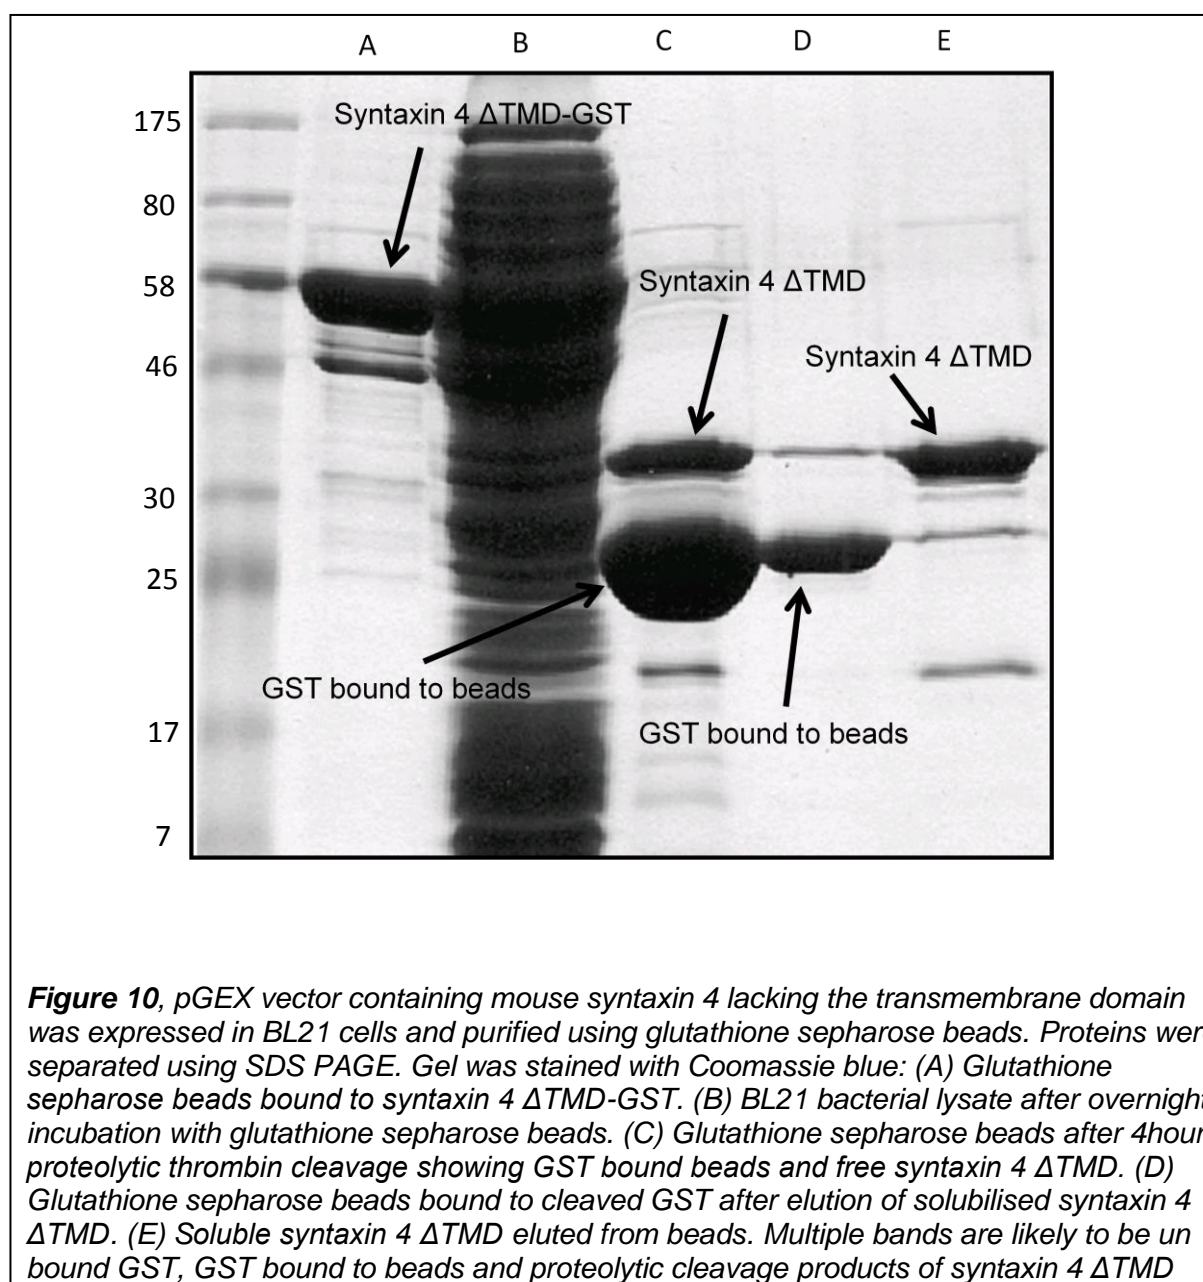 A B C D E
Syntaxin 4 ΔTMD-GST
175
80
58
Syntaxin 4 ΔTMD
46
Syntaxin 4 ΔTMD
30
25
GST bound to beads
17
GST bound to beads
7
Figure 10, pGEX vector containing mouse syntaxin 4 lacking the transmembrane domain
was expressed in BL21 cells and purified using glutathione sepharose beads. Proteins wer
separated using SDS PAGE. Gel was stained with Coomassie blue: (A) Glutathione
sepharose beads bound to syntaxin 4 ΔTMD-GST. (B) BL21 bacterial lysate after overnight
incubation with glutathione sepharose beads. (C) Glutathione sepharose beads after 4hour
proteolytic thrombin cleavage showing GST bound beads and free syntaxin 4 ΔTMD. (D)
Glutathione sepharose beads bound to cleaved GST after elution of solubilised syntaxin 4
ΔTMD. (E) Soluble syntaxin 4 ΔTMD eluted from beads. Multiple bands are likely to be un
bound GST, GST bound to beads and proteolytic cleavage products of syntaxin 4 ΔTMD